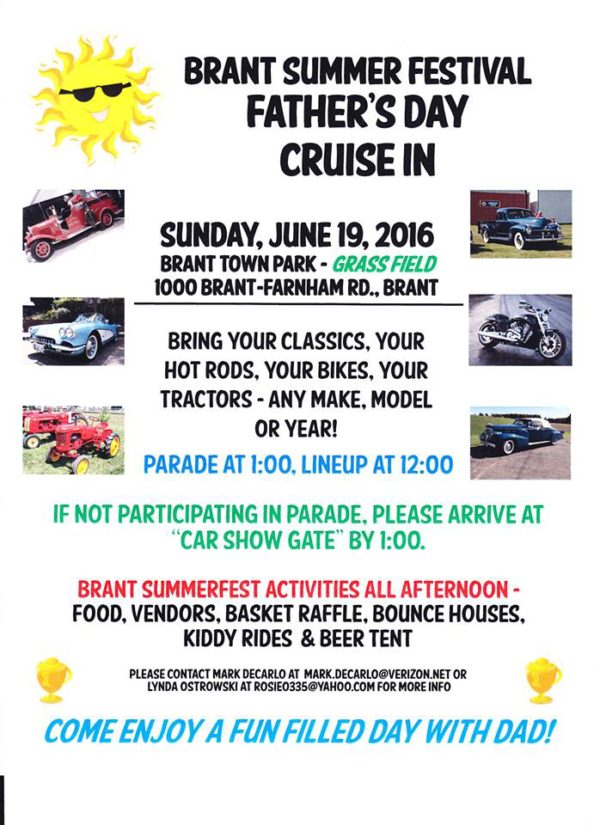 BRANT SUMMER FESTIVAL
FATHER'S DAY
CRUISE IN
SUNDAY, JUNE 19, 2016
BRANT TOWN PARK - GRASS FIELD
1000 BRANT-FARNHAM RD., BRANT
BRING YOUR CLASSICS, YOUR
HOT RODS, YOUR BIKES, YOUR
TRACTORS - ANY MAKE, MODEL
OR YEAR!
PARADE AT 1:00, LINEUP AT 12:00
IF NOT PARTICIPATING IN PARADE, PLEASE ARRIVE AT
"CAR SHOW GATE" BY 1:00.
BRANT SUMMERFEST ACTIVITIES ALL AFTERNOON -
FOOD, VENDORS, BASKET RAFFLE, BOUNCE HOUSES,
KIDDY RIDES & BEER TENT
PLEASE CONTACT MARK DECARLO AT MARK.DECARLO@VERIZON.NET OR
LYNDA OSTROWSKI AT ROSIE0335@YAHOO.COM FOR MORE INFO
COME ENJOY A FUN FILLED DAY WITH DAD!